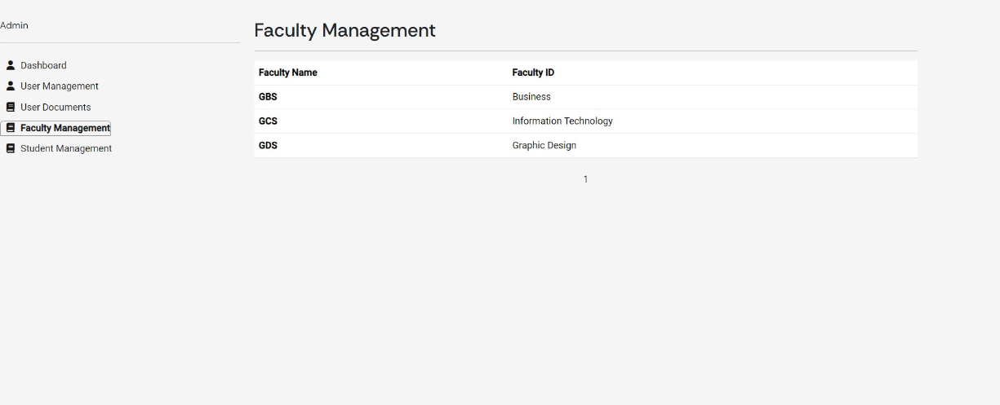 Admin
Dashboard
User Management
User Documents
Faculty Management
Student Management
Faculty Management
Faculty Name Faculty ID
GBS Business
GCS Information Technology
GDS Graphic Design
1